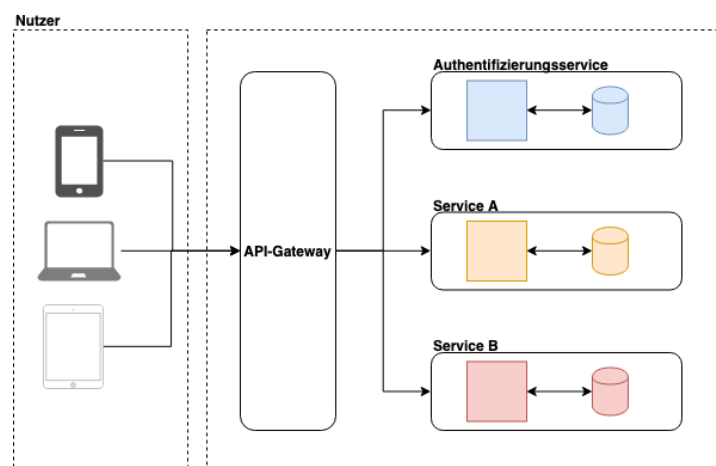 Nutzer
Authentifizierungsservice
Service A
API-Gateway
Service B